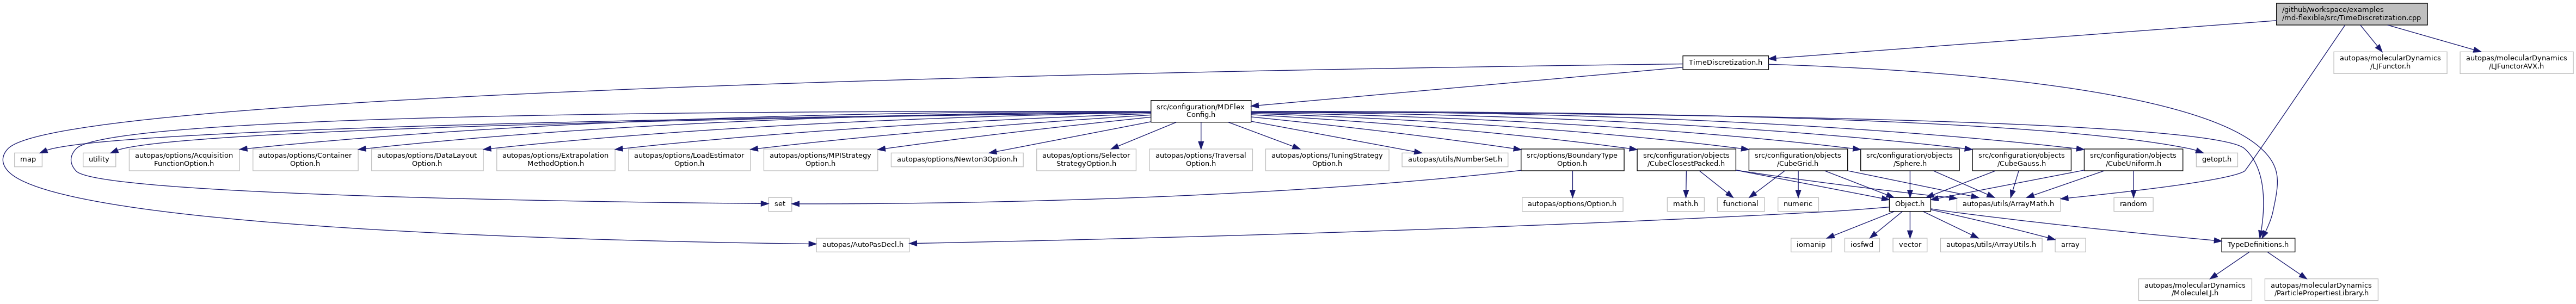 /github/workspace/examples
/md-flexible/src/TimeDiscretization.cpp
TimeDiscretization.h
autopas/molecularDynamics
/LJFunctor.h
autopas/molecularDynamics
/LJFunctorAVX.h
src/configuration/MDFlex
Config.h
map
utility
autopas/options/Acquisition
FunctionOption.h
autopas/options/Container
Option.h
autopas/options/DataLayout
Option.h
autopas/options/Extrapolation
MethodOption.h
autopas/options/LoadEstimator
Option.h
autopas/options/MPIStrategy
Option.h
autopas/options/Newton3Option.h
autopas/options/Selector
StrategyOption.h
autopas/options/Traversal
Option.h
autopas/options/TuningStrategy
Option.h
autopas/utils/NumberSet.h
src/options/BoundaryType
Option.h
src/configuration/objects
/CubeClosestPacked.h
src/configuration/objects
/CubeGrid.h
src/configuration/objects
/Sphere.h
src/configuration/objects
/CubeGauss.h
src/configuration/objects
/CubeUniform.h
getopt.h
set
autopas/options/Option.h
math.h
functional
numeric
Object.h
autopas/utils/ArrayMath.h
random
autopas/AutoPasDecl.h
iomanip
iosfwd
vector
autopas/utils/ArrayUtils.h
array
TypeDefinitions.h
autopas/molecularDynamics
/MoleculeLJ.h
autopas/molecularDynamics
/ParticlePropertiesLibrary.h